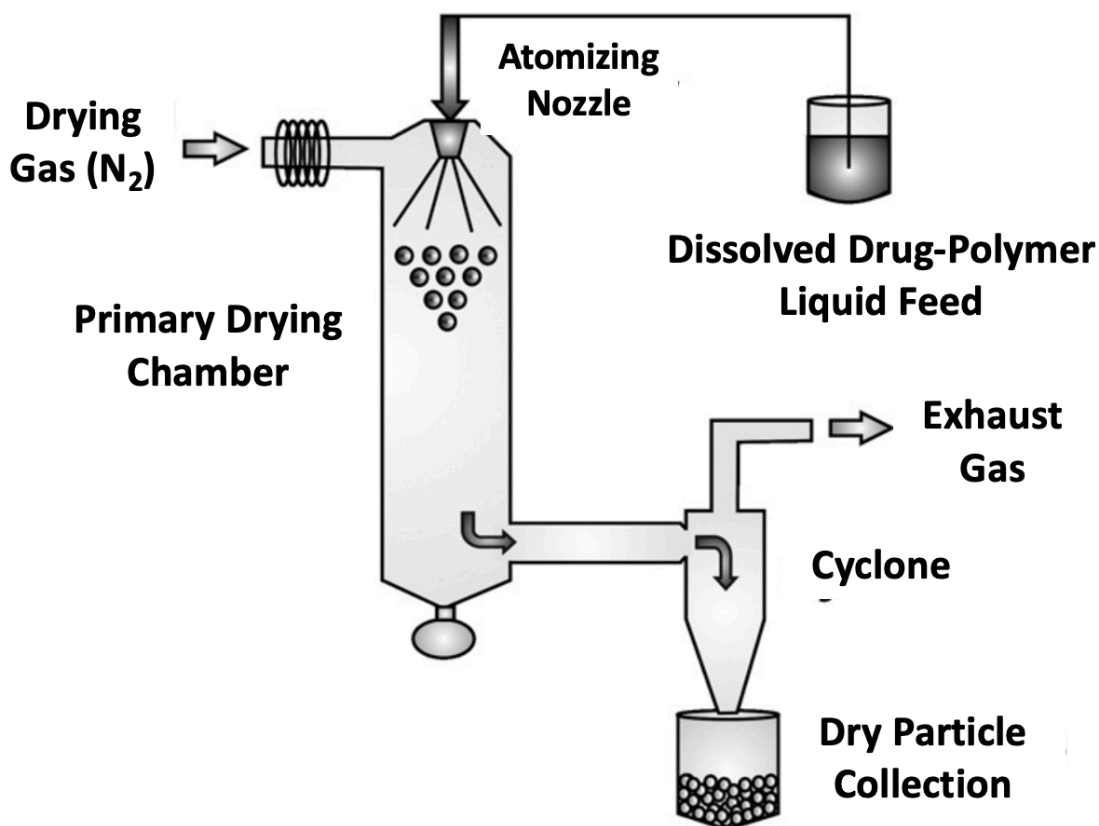 Atomizing
Nozzle
Drying
Gas (N₂)
Dissolved Drug-Polymer
Liquid Feed
Primary Drying
Chamber
Exhaust
Gas
Cyclone
Dry Particle
Collection